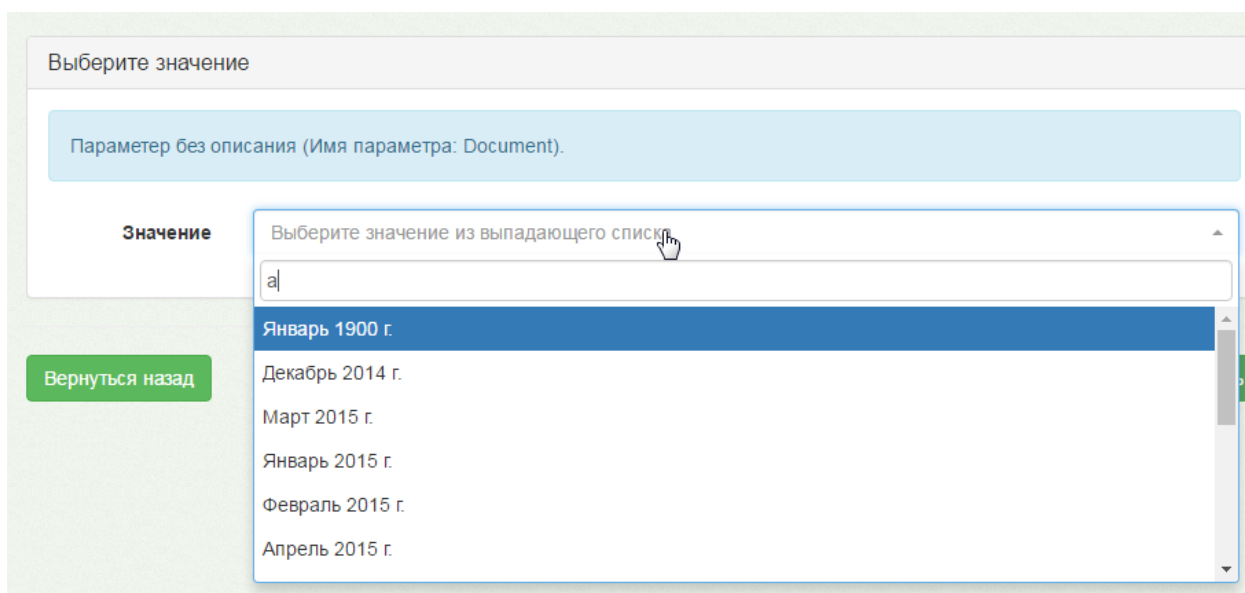 Выберите значение
Параметр без описания (Имя параметра: Document).
Значение
Выберите значение из выпадающего списка
а
Январь 1900 г.
Декабрь 2014 г.
Март 2015 г.
Январь 2015 г.
Февраль 2015 г.
Апрель 2015 г.
Вернуться назад